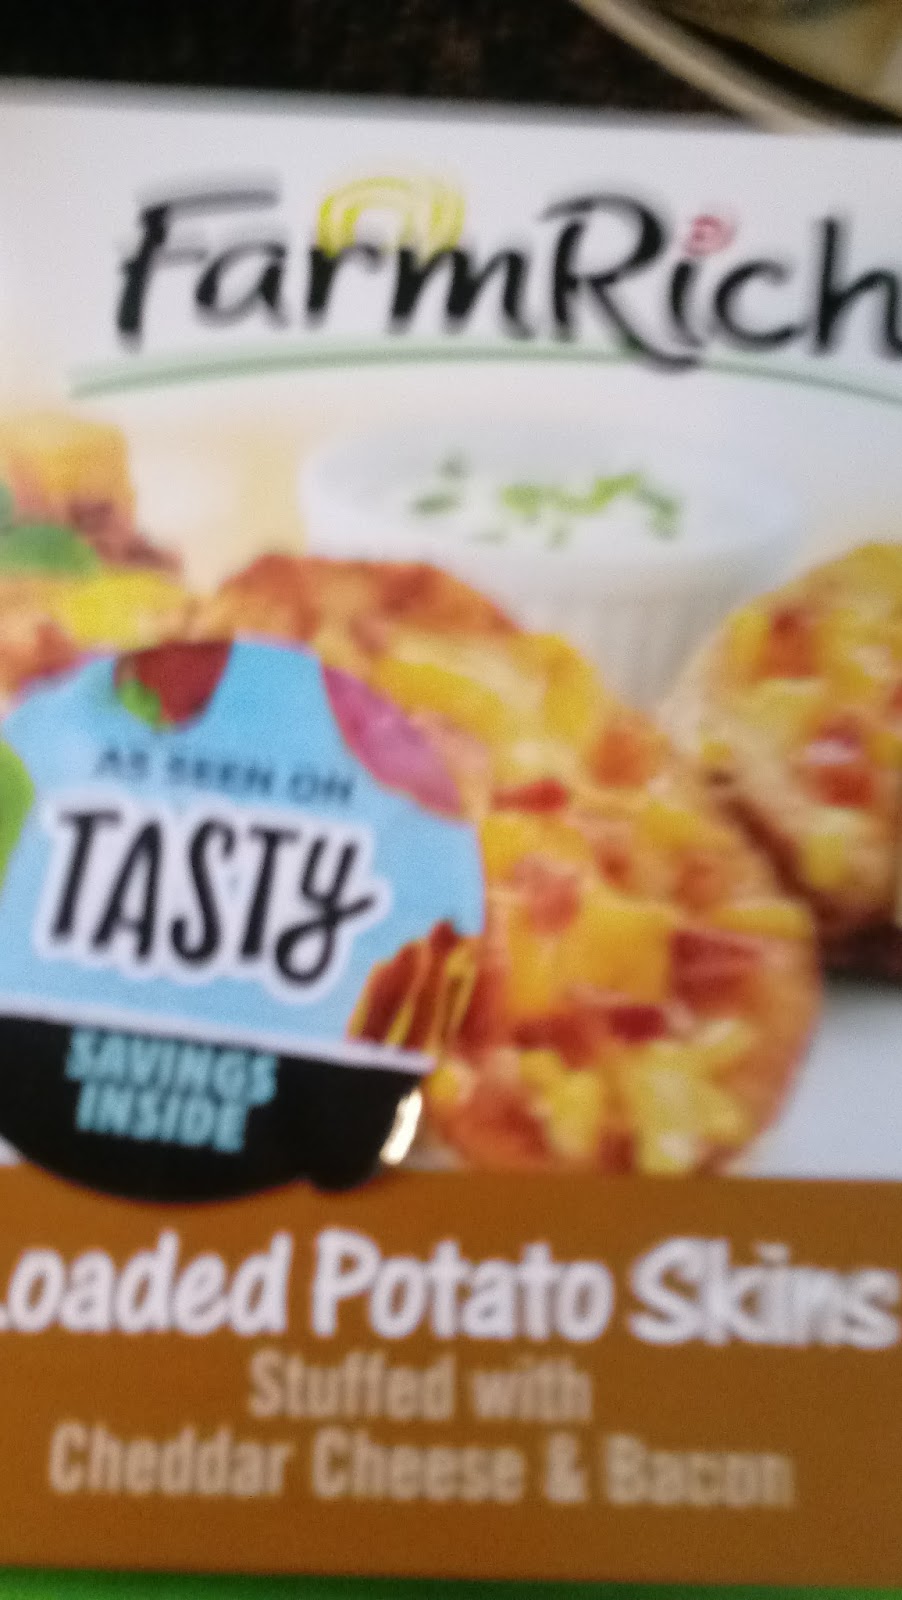 FarmRich
AS SEEN ON
TASTY
SAVINGS
INSIDE
Loaded Potato Skins
Stuffed with
Cheddar Cheese & Bacon